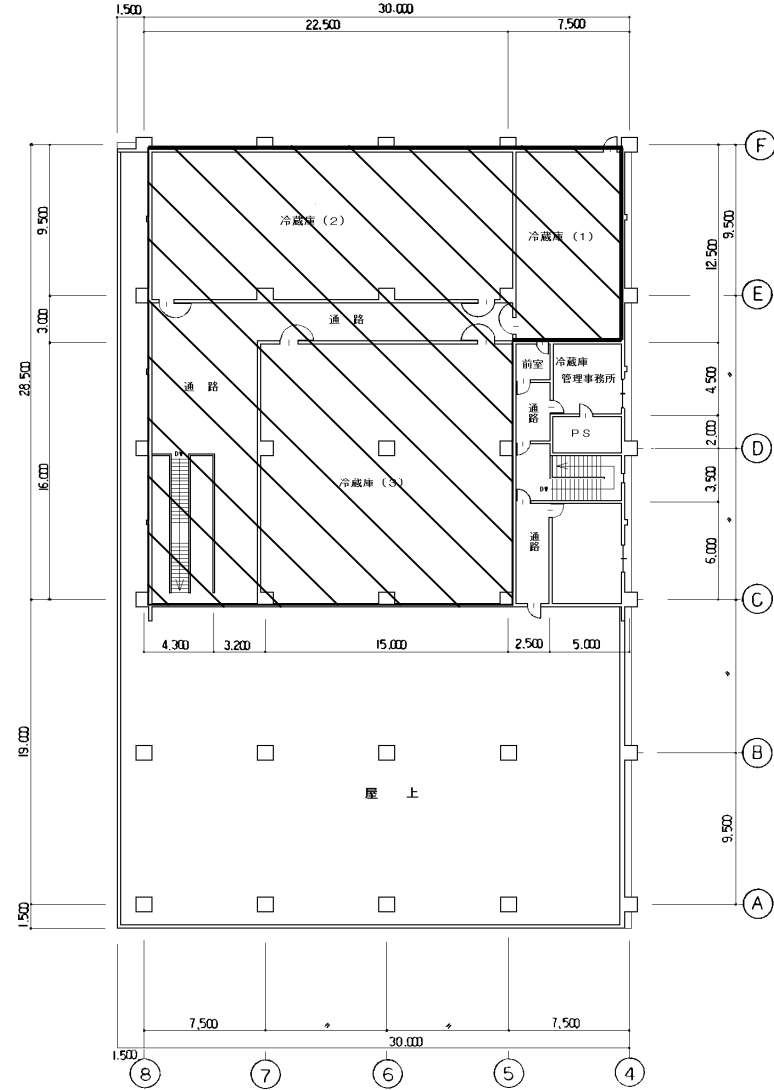 1.500
30.000
22.500
7.500
F
9.500
冷蔵庫(2)
冷蔵庫(1)
12.500
9.500
E
通路
3.000
28.500
前室
冷蔵庫
管理事務所
4.500
通 路
通路
PS
2.000
D
DW
16.000
冷蔵庫(3)
DW
3.500
通路
6.000
〃
C
4.300
3.200
15.000
2.500
5.000
〃
19.000
B
屋 上
9.500
A
1.500
7.500
〃
〃
7.500
30.000
1.500
8
7
6
5
4